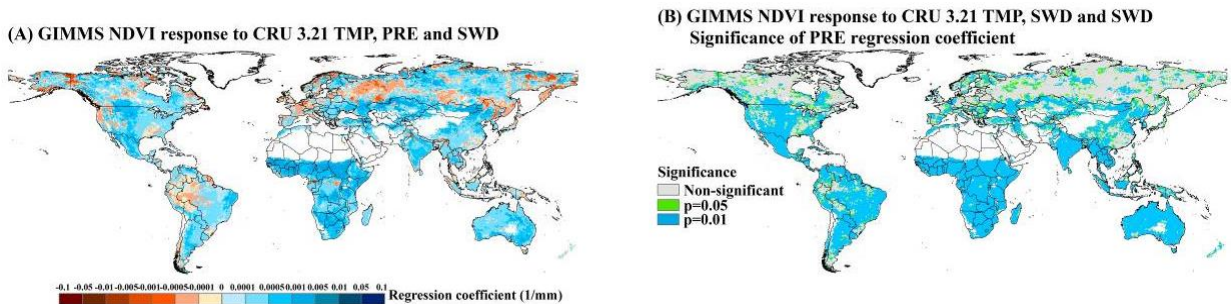 (A) GIMMS NDVI response to CRU 3.21 TMP, PRE and SWD
-0.1 -0.05 -0.01 -0.005 -0.001 -0.0005 -0.0001 0 0.0001 0.0005 0.001 0.005 0.01 0.05 0.1
Regression coefficient (1/mm)
(B) GIMMS NDVI response to CRU 3.21 TMP, SWD and SWD
Significance of PRE regression coefficient
Significance
Non-significant
p=0.05
p=0.01